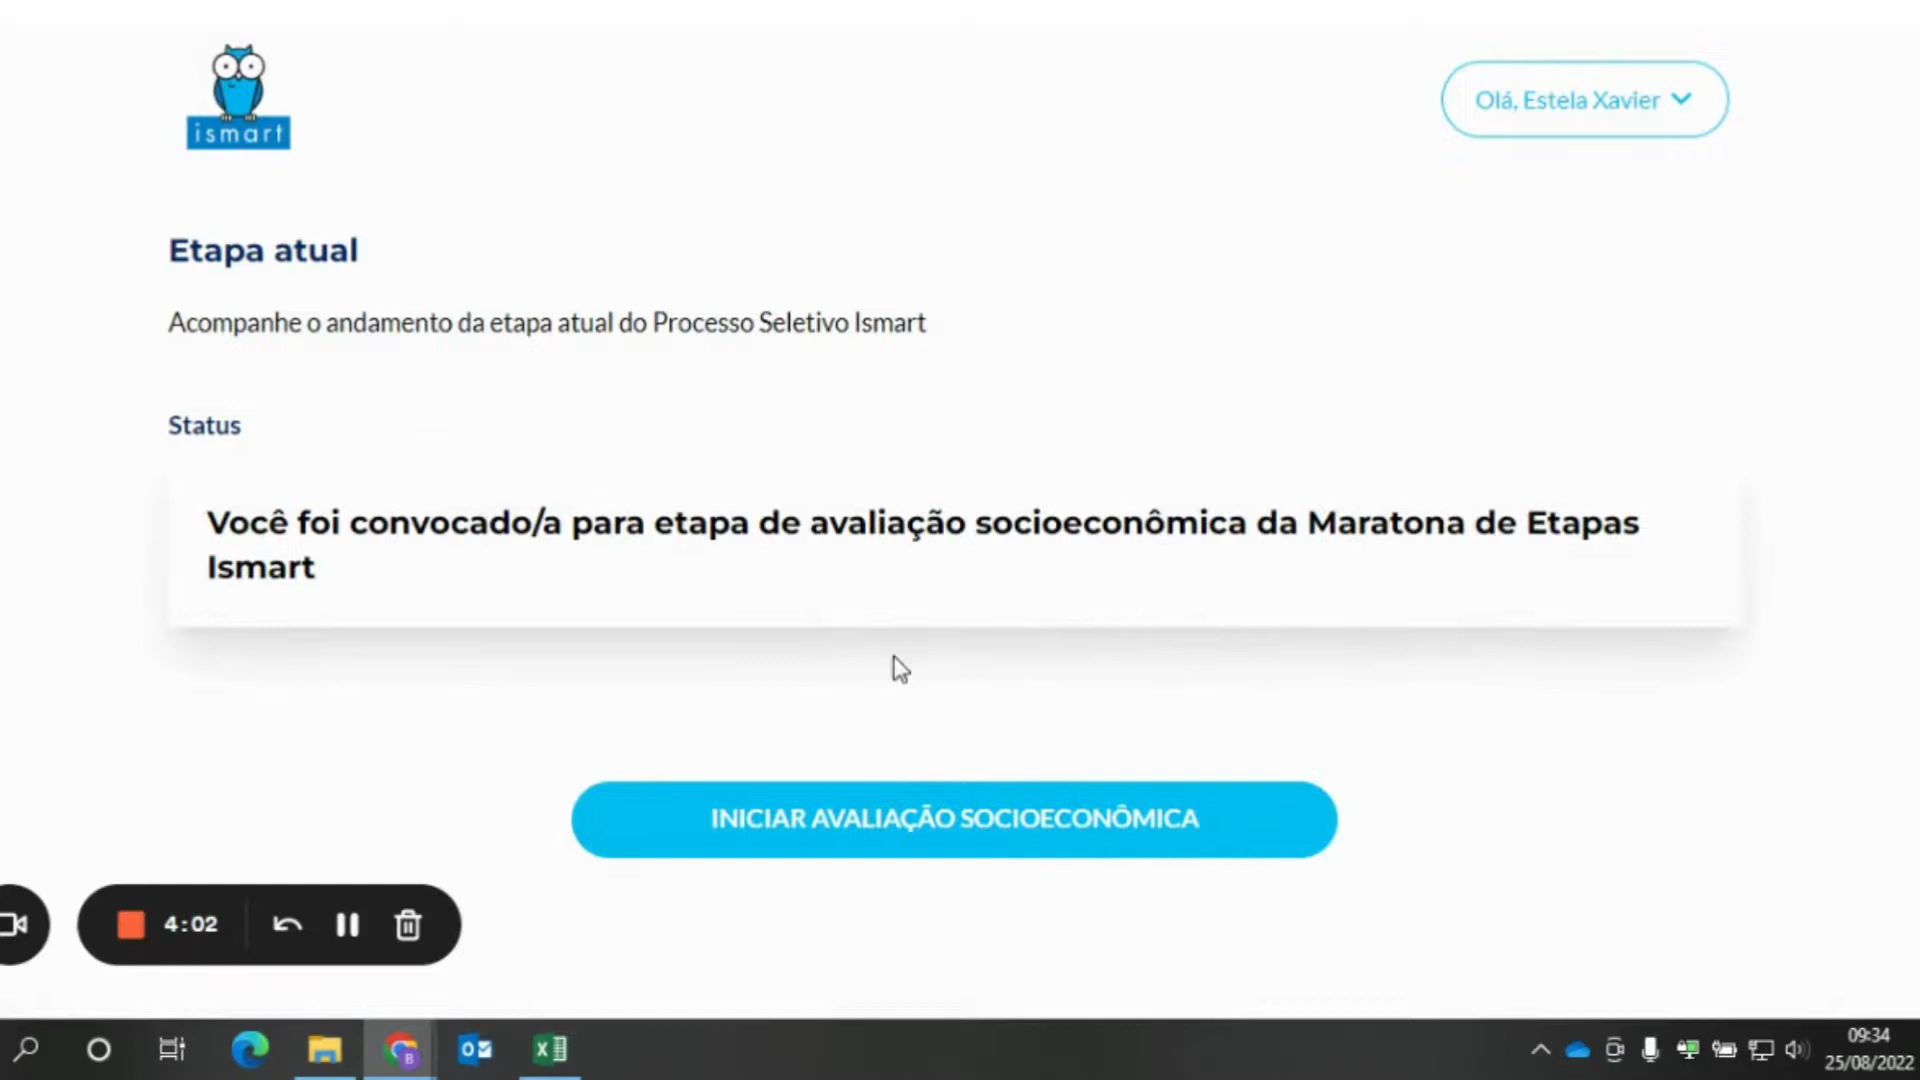 ismart
Olá, Estela Xavier
Etapa atual
Acompanhe o andamento da etapa atual do Processo Seletivo Ismart
Status
Você foi convocado/a para etapa de avaliação socioeconômica da Maratona de Etapas
Ismart
INICIAR AVALIAÇÃO SOCIOECONÔMICA
4:02
09:34
25/08/2022